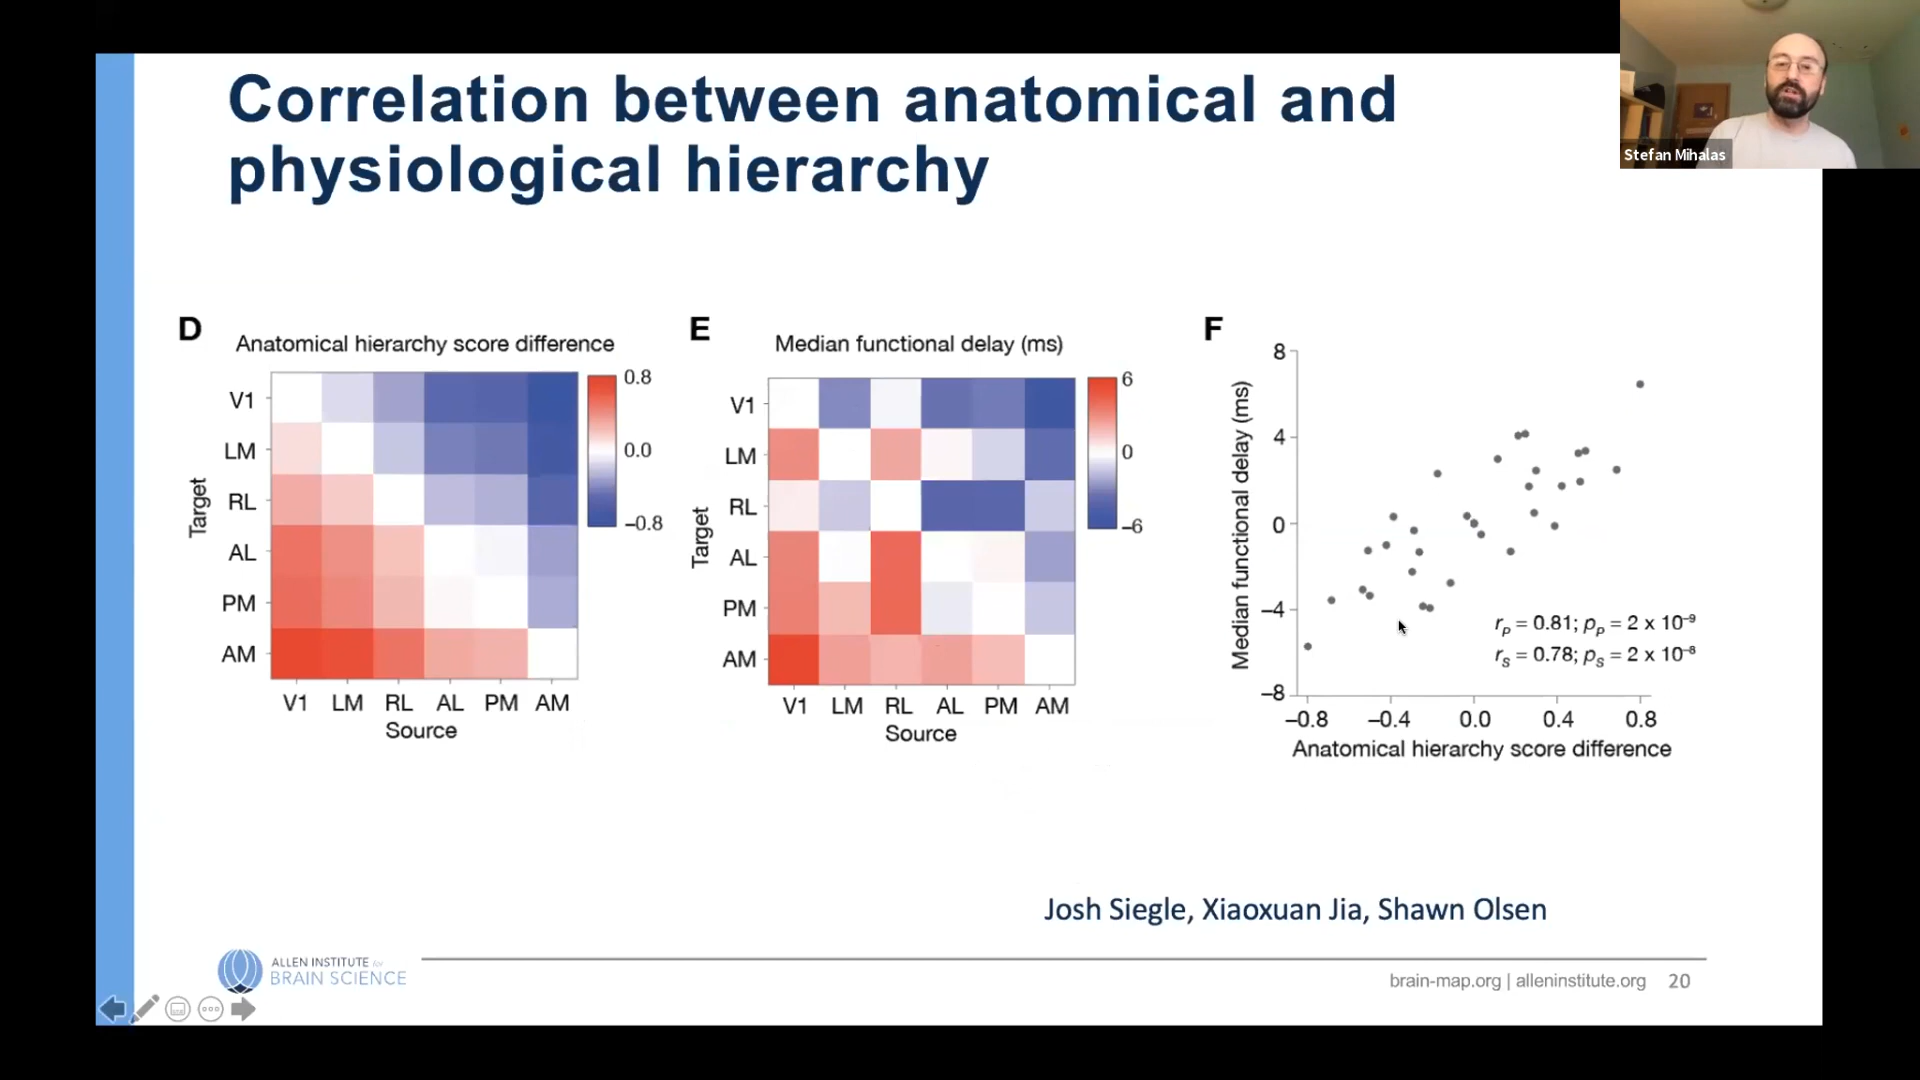 Correlation between anatomical and
physiological hierarchy
Stefan Mihalas
D
Anatomical hierarchy score difference
V1
LM
RL
AL
PM
AM
Target
V1 LM RL AL PM AM
Source
0.8
0.0
−0.8
E
Median functional delay (ms)
V1
LM
RL
AL
PM
AM
Target
V1 LM RL AL PM AM
Source
6
0
−6
F
Median functional delay (ms)
8
4
0
−4
−8
rP = 0.81; pP = 2 x 10⁻⁹
rS = 0.78; pS = 2 x 10⁻⁸
−0.8 −0.4 0.0 0.4 0.8
Anatomical hierarchy score difference
Josh Siegle, Xiaoxuan Jia, Shawn Olsen
ALLEN INSTITUTE for
BRAIN SCIENCE
brain-map.org | alleninstitute.org 20